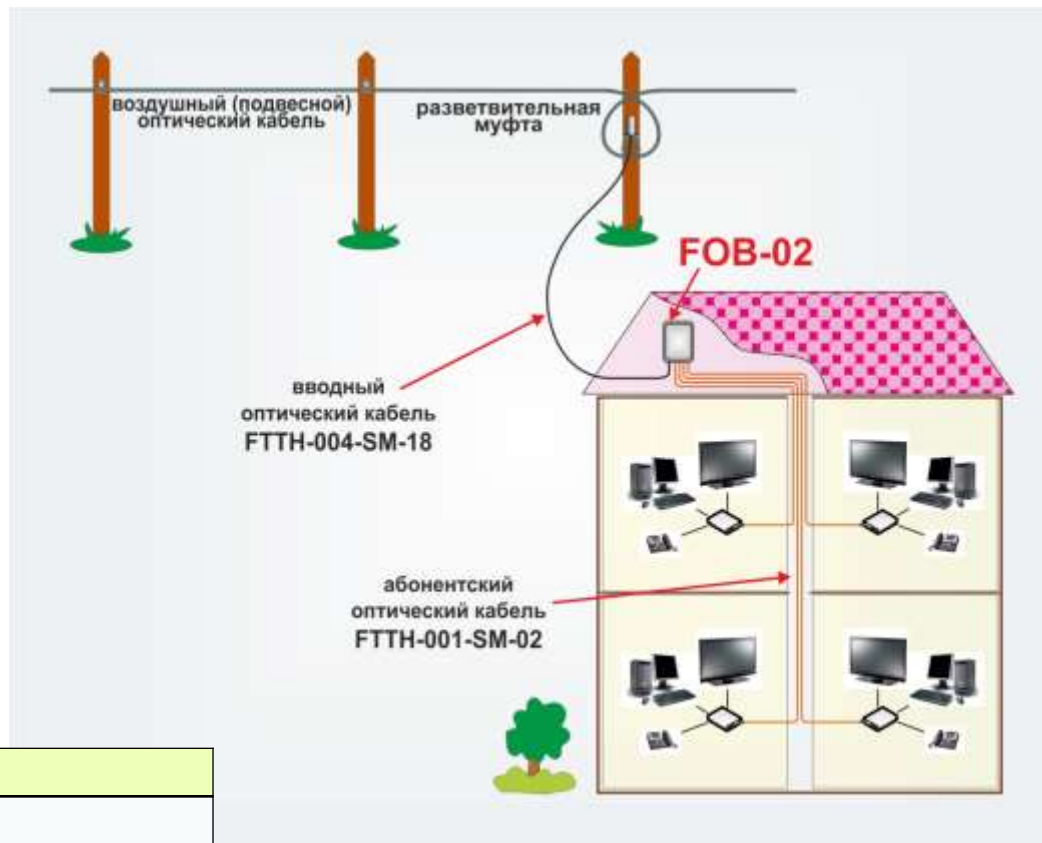 воздушный (подвесной)
оптический кабель
разветвительная
муфта
FOB-02
вводный
оптический кабель
FTTH-004-SM-18
абонентский
оптический кабель
FTTH-001-SM-02